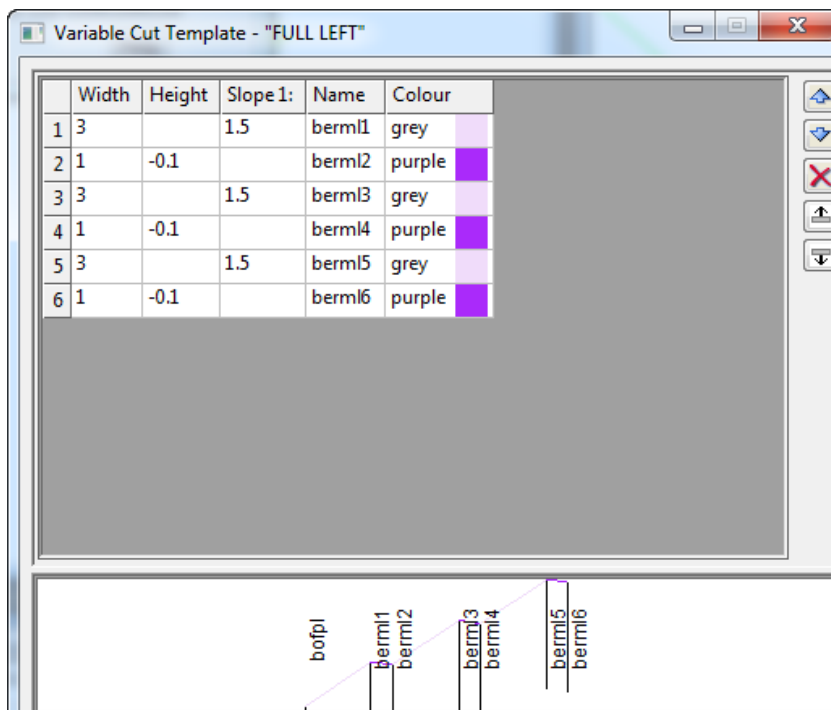 Variable Cut Template - "FULL LEFT"
Width Height Slope 1: Name Colour
1 3 1.5 berml1 grey
2 1 -0.1 berml2 purple
3 3 1.5 berml3 grey
4 1 -0.1 berml4 purple
5 3 1.5 berml5 grey
6 1 -0.1 berml6 purple
bofpl
berml1
berml2
berml3
berml4
berml5
berml6